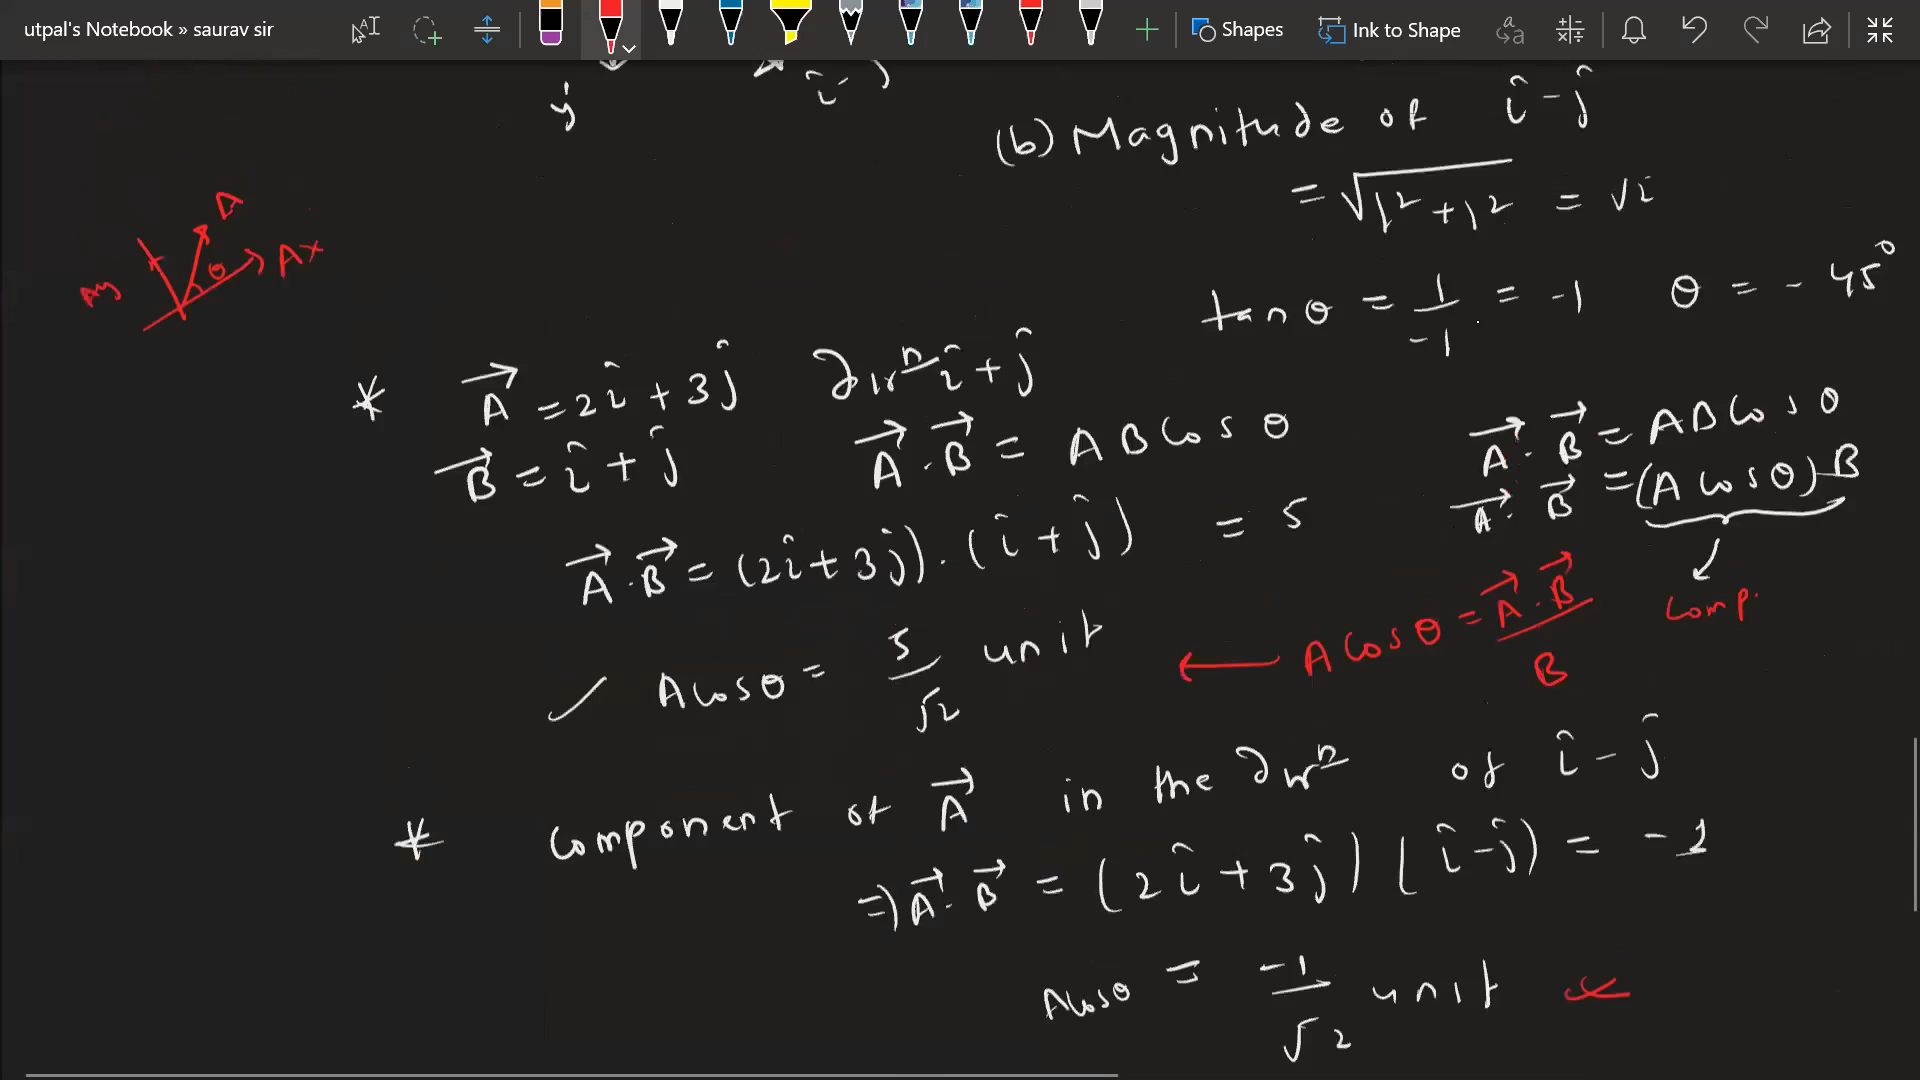 utpal's Notebook » saurav sir
Shapes
Ink to Shape
y'
î - j
(b) Magnitude of î - ĵ
= √(1² + 1²) = √2
A
θ
Ax
Ay
tan θ = 1/-1 = -1 θ = -45°
* A⃗ = 2î + 3ĵ dirⁿ î + ĵ
B⃗ = î + ĵ A⃗ . B⃗ = AB Cos θ
A⃗ . B⃗ = AB Cos θ
A⃗ . B⃗ = (A Cos θ) B
A⃗ . B⃗ = (2î + 3ĵ) . (î + ĵ) = 5
Comp.
A Cos θ = 5/√2 unit ← A Cos θ = A⃗ . B⃗/B
* Component of A⃗ in the dirⁿ of î - ĵ
⇒ A⃗ . B⃗ = (2î + 3ĵ) (î - ĵ) = -1
A Cos θ = -1/√2 unit